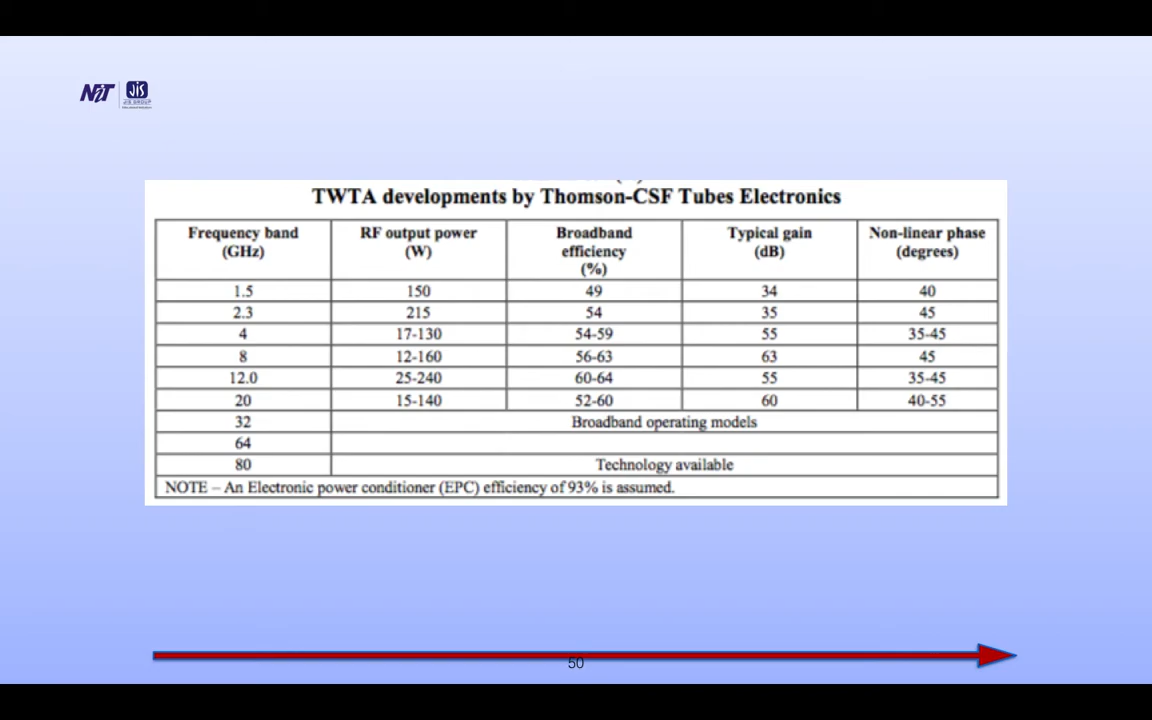 NiT JIS
JIS GROUP
TWTA developments by Thomson-CSF Tubes Electronics
Frequency band (GHz) RF output power (W) Broadband efficiency (%) Typical gain (dB) Non-linear phase (degrees)
1.5 150 49 34 40
2.3 215 54 35 45
4 17-130 54-59 55 35-45
8 12-160 56-63 63 45
12.0 25-240 60-64 55 35-45
20 15-140 52-60 60 40-55
32 Broadband operating models
64
80 Technology available
NOTE – An Electronic power conditioner (EPC) efficiency of 93% is assumed.
50